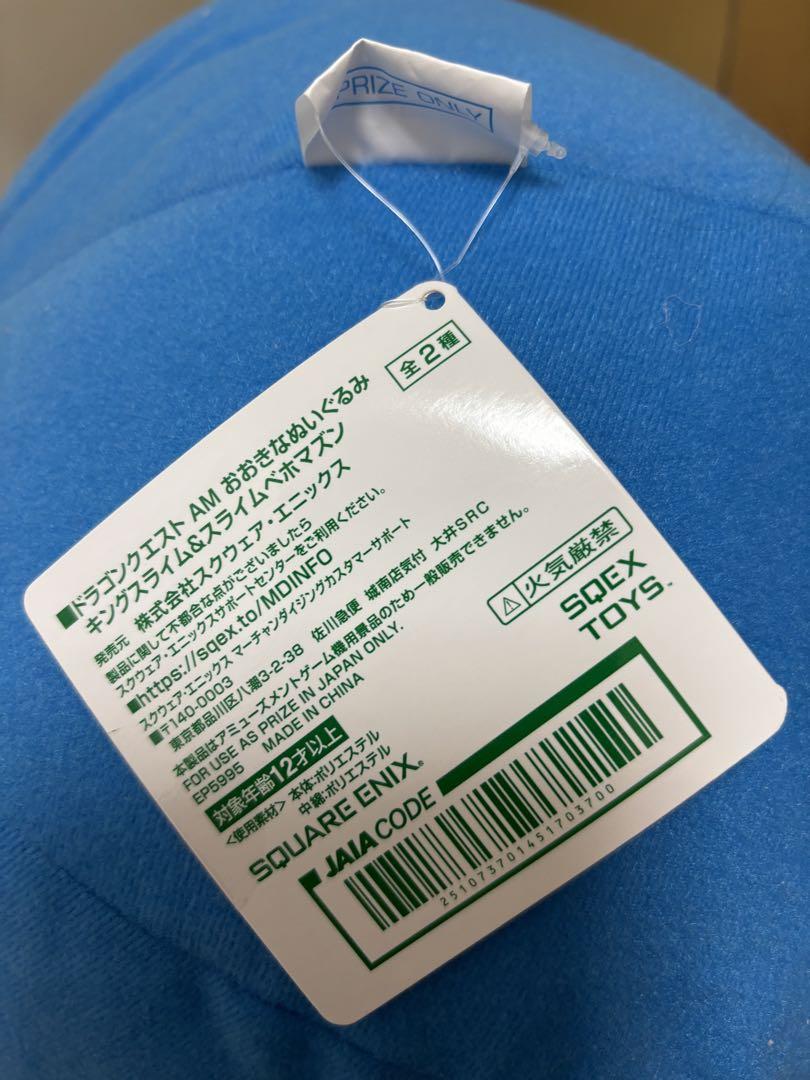 PRIZE ONLY
全2種
■ドラゴンクエスト AM おおきなぬいぐるみ
キングスライム&スライムベホマズン
発売元 株式会社スクウェア・エニックス
製品に関して不都合な点がございましたら
スクウェア・エニックスサポートセンターをご利用ください。
■https://sqex.to/MDINFO
スクウェア・エニックス マーチャンダイジングカスタマーサポート
■〒140-0003
東京都品川区八潮3-2-38 佐川急便 城南店気付 大井SRC
本製品はアミューズメントゲーム機用景品のため一般販売できません。
FOR USE AS PRIZE IN JAPAN ONLY.
EP5995 MADE IN CHINA
⚠火気厳禁
SQEX
TOYS™
対象年齢12才以上
<使用素材> 本体:ポリエステル
中綿:ポリエステル
SQUARE ENIX®
JAIA CODE
251073701451703700